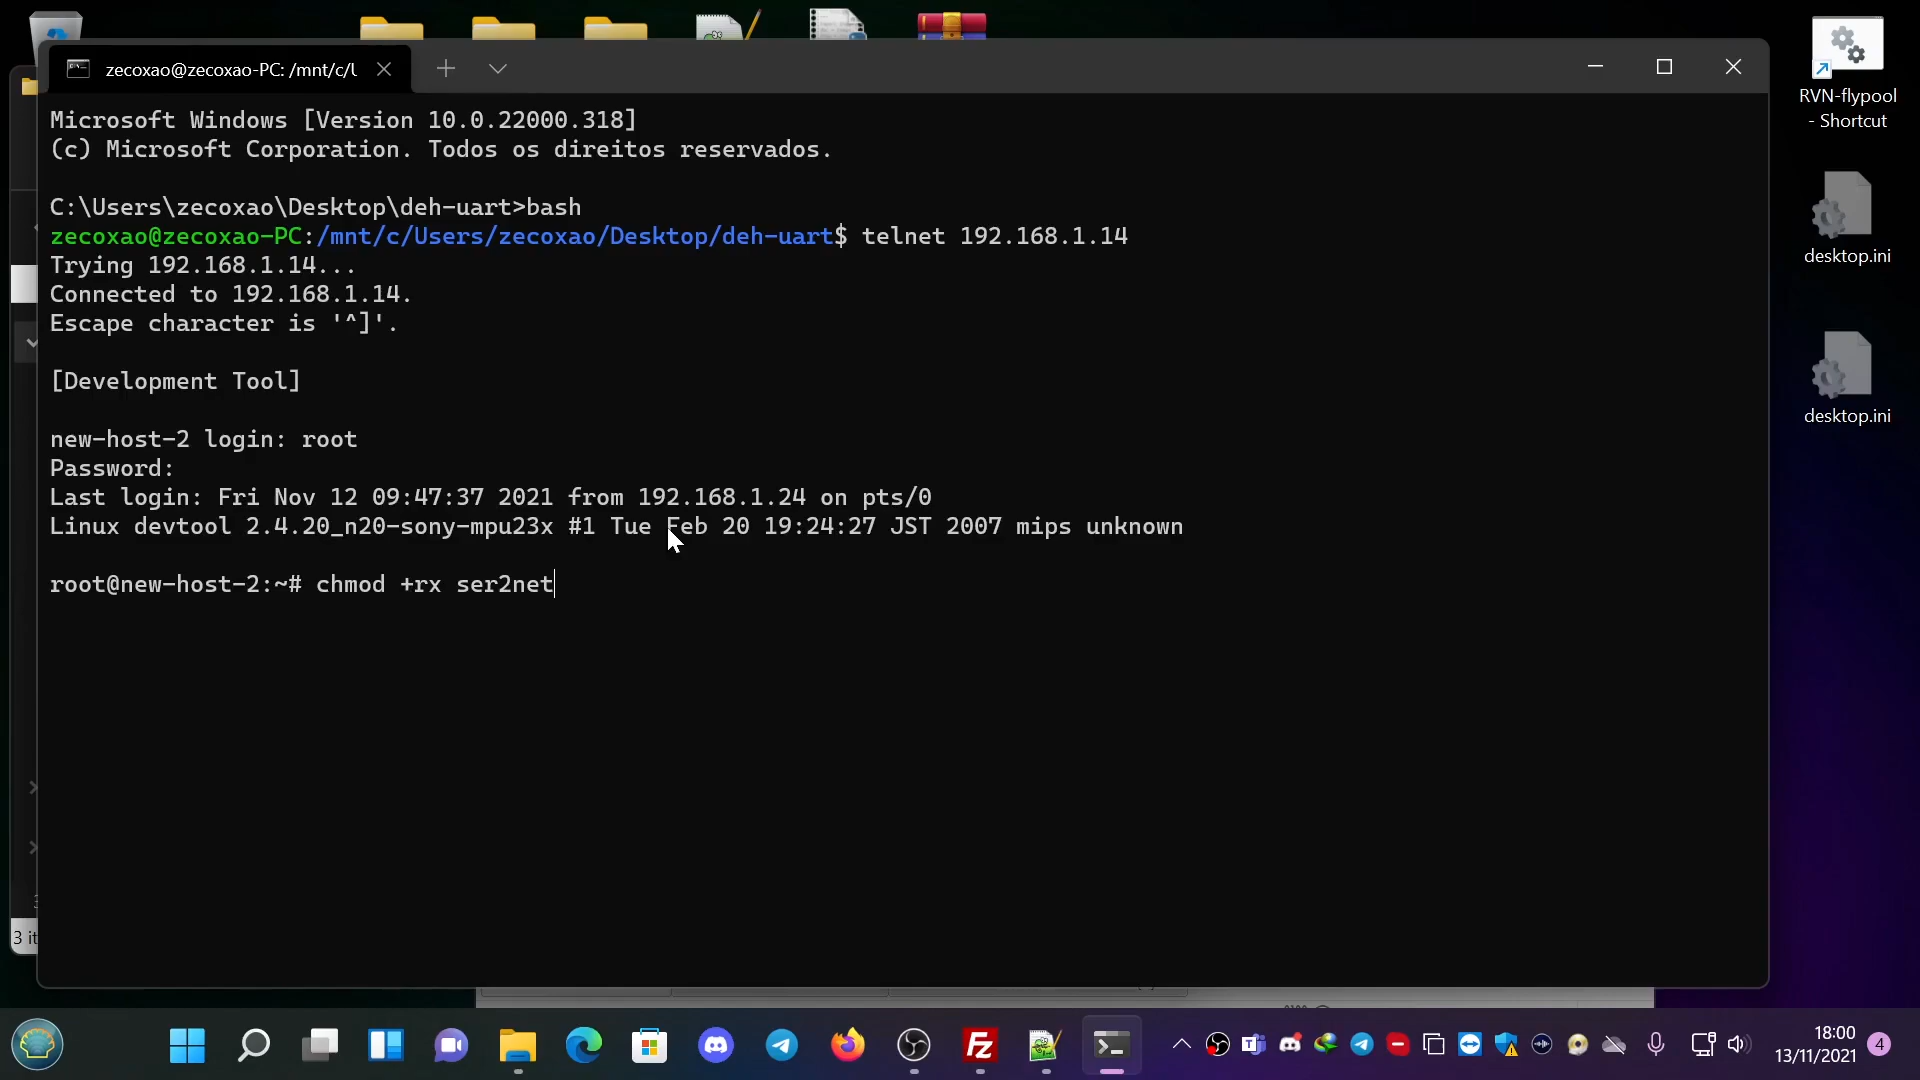 zecoxao@zecoxao-PC: /mnt/c/U
Microsoft Windows [Version 10.0.22000.318]
(c) Microsoft Corporation. Todos os direitos reservados.
C:\Users\zecoxao\Desktop\deh-uart>bash
zecoxao@zecoxao-PC:/mnt/c/Users/zecoxao/Desktop/deh-uart$ telnet 192.168.1.14
Trying 192.168.1.14...
Connected to 192.168.1.14.
Escape character is '^]'.
[Development Tool]
new-host-2 login: root
Password:
Last login: Fri Nov 12 09:47:37 2021 from 192.168.1.24 on pts/0
Linux devtool 2.4.20_n20-sony-mpu23x #1 Tue Feb 20 19:24:27 JST 2007 mips unknown
root@new-host-2:~# chmod +rx ser2net
RVN-flypool
- Shortcut
desktop.ini
desktop.ini
3 it
18:00
13/11/2021
4